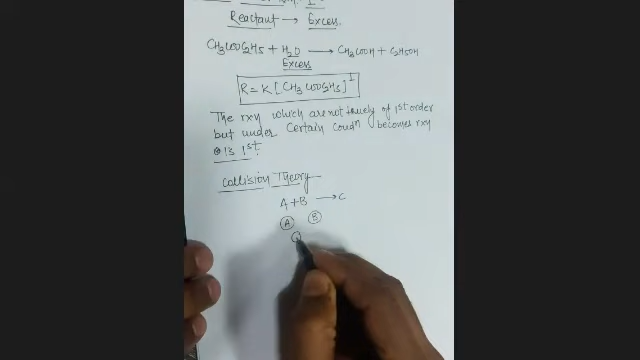 Reactant → Excess.
CH3COOC2H5 + H2O → CH3COOH + C2H5OH
Excess
R = K [CH3COOC2H5]^1
The rxn which are not truely of 1st order
but under certain condn becomes rxn
is 1st.
Collision Theory
A + B → C
A B